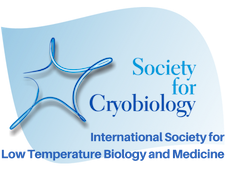 Society
for
Cryobiology
International Society for
Low Temperature Biology and Medicine